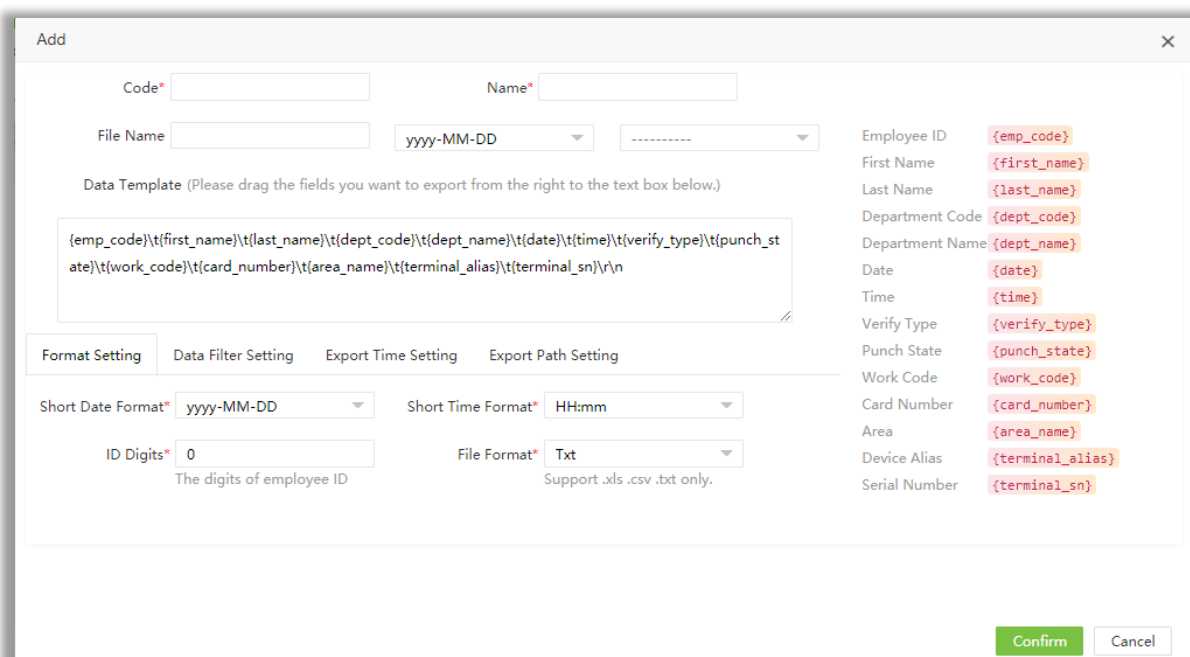 Add
Code*
Name*
File Name
yyyy-MM-DD
----------
Data Template (Please drag the fields you want to export from the right to the text box below.)
{emp_code}\t{first_name}\t{last_name}\t{dept_code}\t{dept_name}\t{date}\t{time}\t{verify_type}\t{punch_st
ate}\t{work_code}\t{card_number}\t{area_name}\t{terminal_alias}\t{terminal_sn}\r\n
Format Setting
Data Filter Setting
Export Time Setting
Export Path Setting
Short Date Format* yyyy-MM-DD
Short Time Format* HH:mm
ID Digits* 0
The digits of employee ID
File Format* Txt
Support .xls .csv .txt only.
Employee ID {emp_code}
First Name {first_name}
Last Name {last_name}
Department Code {dept_code}
Department Name {dept_name}
Date {date}
Time {time}
Verify Type {verify_type}
Punch State {punch_state}
Work Code {work_code}
Card Number {card_number}
Area {area_name}
Device Alias {terminal_alias}
Serial Number {terminal_sn}
Confirm
Cancel